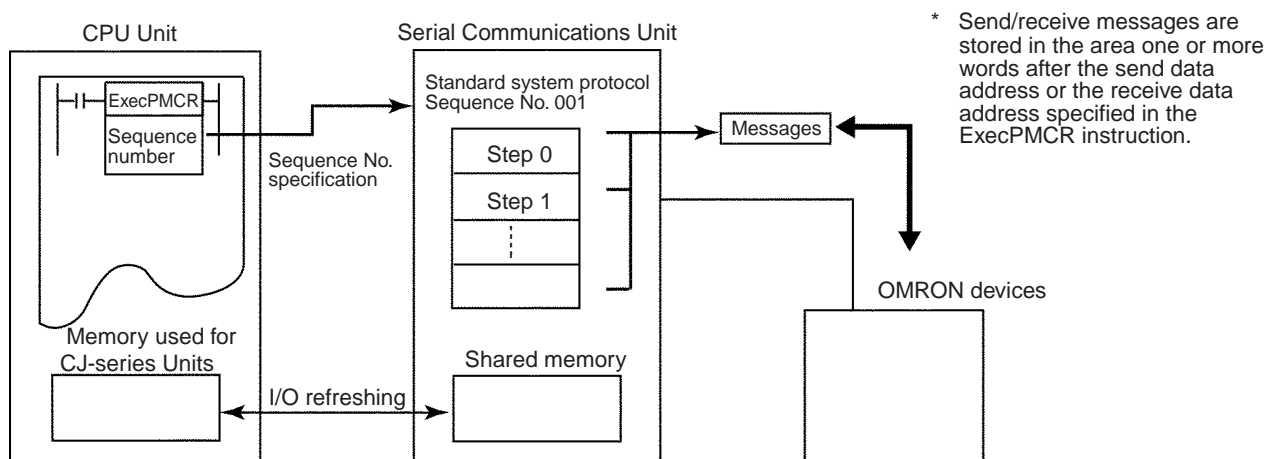 CPU Unit
ExecPMCR
Sequence
number
Sequence No.
specification
Memory used for
CJ-series Units
I/O refreshing
Serial Communications Unit
Standard system protocol
Sequence No. 001
Step 0
Step 1
Shared memory
Messages
OMRON devices
* Send/receive messages are
stored in the area one or more
words after the send data
address or the receive data
address specified in the
ExecPMCR instruction.